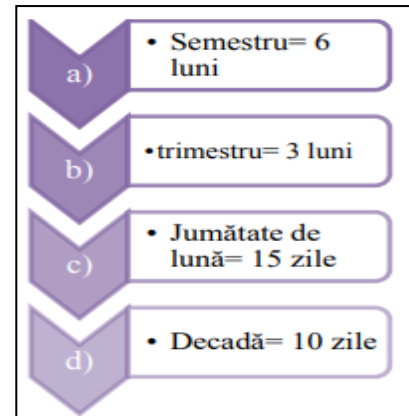 a)
• Semestru= 6
luni
b)
•trimestru= 3 luni
c)
• Jumătate de
lună= 15 zile
d)
• Decadă= 10 zile